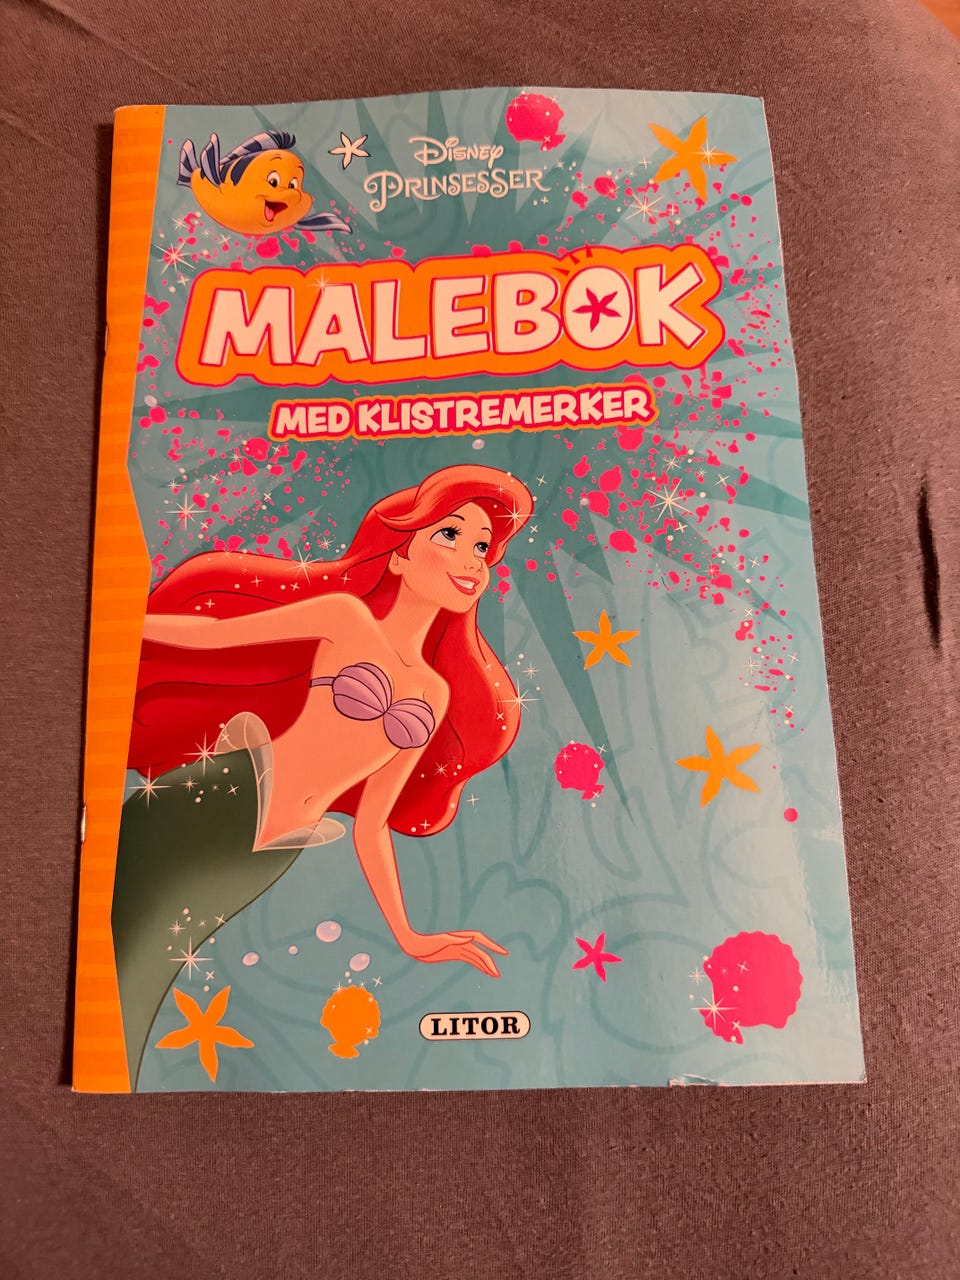 Disney
PRINSESSER
MALEBOK
MED KLISTREMERKER
LITOR